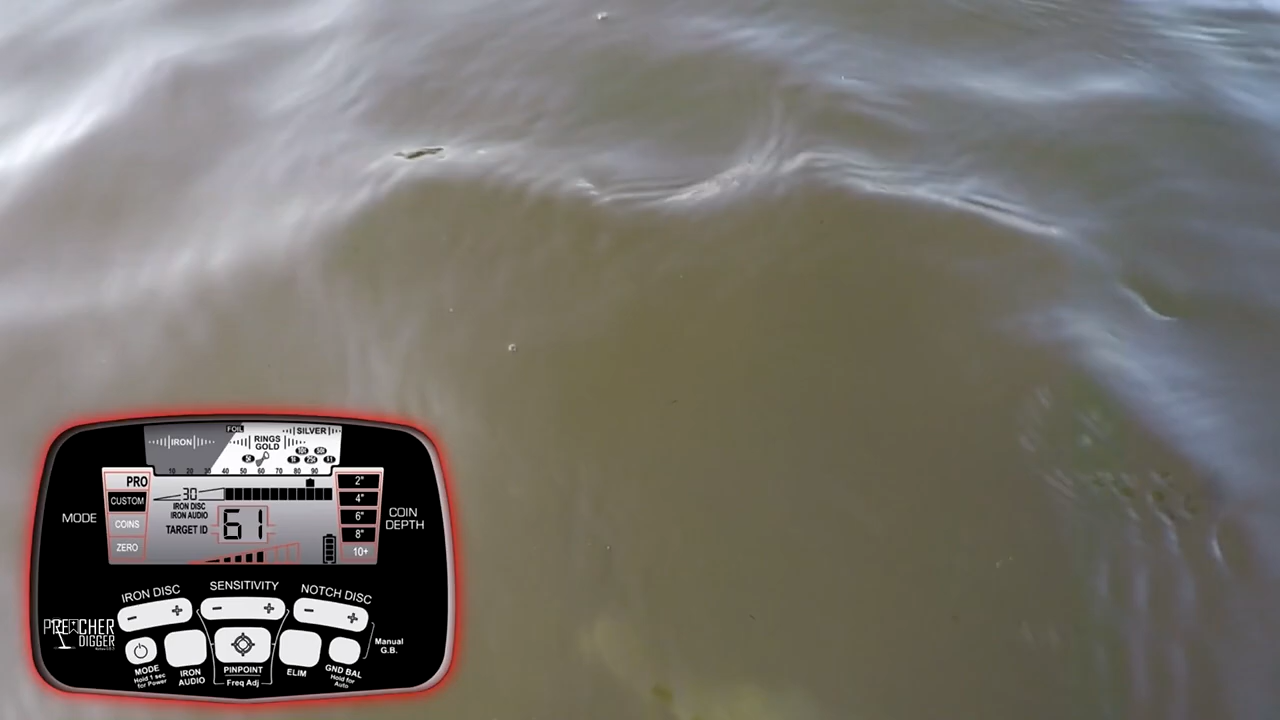 FOIL
IRON
SILVER
RINGS
GOLD
10 20 30 40 50 60 70 80 90
PRO
CUSTOM
COINS
ZERO
MODE
30
IRON DISC
IRON AUDIO
TARGET ID
61
2"
4"
6"
8"
10+
COIN
DEPTH
IRON DISC
SENSITIVITY
NOTCH DISC
- +
- +
- +
Manual
G.B.
MODE
Hold 1 sec
for Power
IRON
AUDIO
PINPOINT
Freq Adj
ELIM
GND BAL
Hold for
Auto
DIGGER